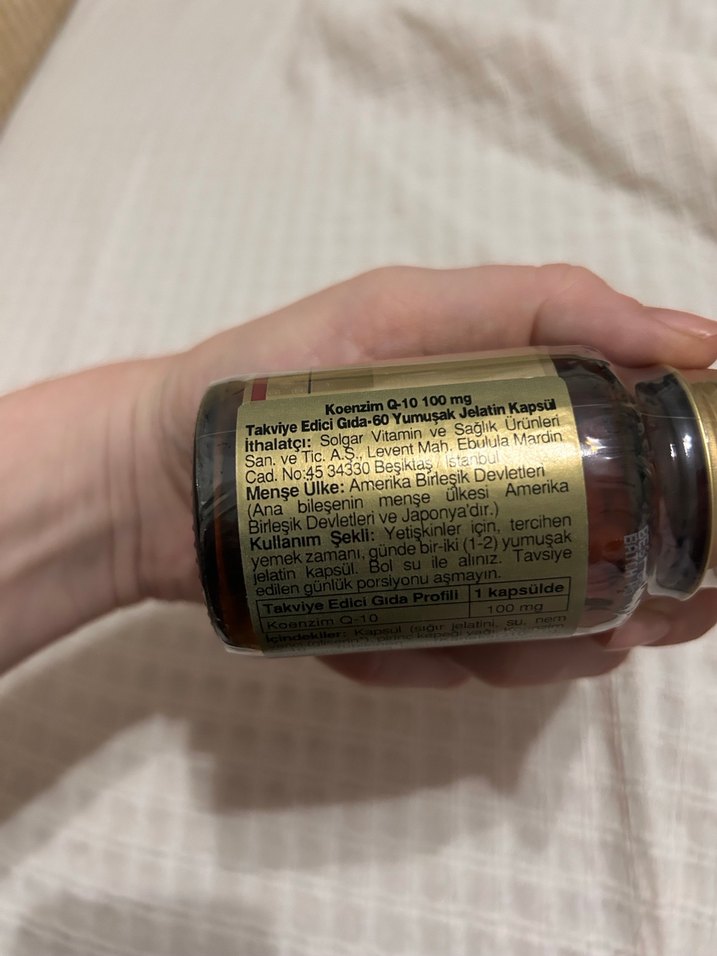 Koenzim Q-10 100 mg
Takviye Edici Gıda-60 Yumuşak Jelatin Kapsül
İthalatçı: Solgar Vitamin ve Sağlık Ürünleri
San. ve Tic. A.Ş., Levent Mah. Ebulula Mardin
Cad. No:45 34330 Beşiktaş İstanbul
Menşe Ülke: Amerika Birleşik Devletleri
(Ana bileşenin menşe ülkesi Amerika
Birleşik Devletleri ve Japonya'dır.)
Kullanım Şekli: Yetişkinler için, tercihen
yemek zamanı, günde bir-iki (1-2) yumuşak
jelatin kapsül. Bol su ile alınız. Tavsiye
edilen günlük porsiyonu aşmayın.
Takviye Edici Gıda Profili 1 kapsülde
Koenzim Q-10 100 mg
İçindekiler: Kapsül (sığır jelatini, su, nem
pirinç kepeği yağı,